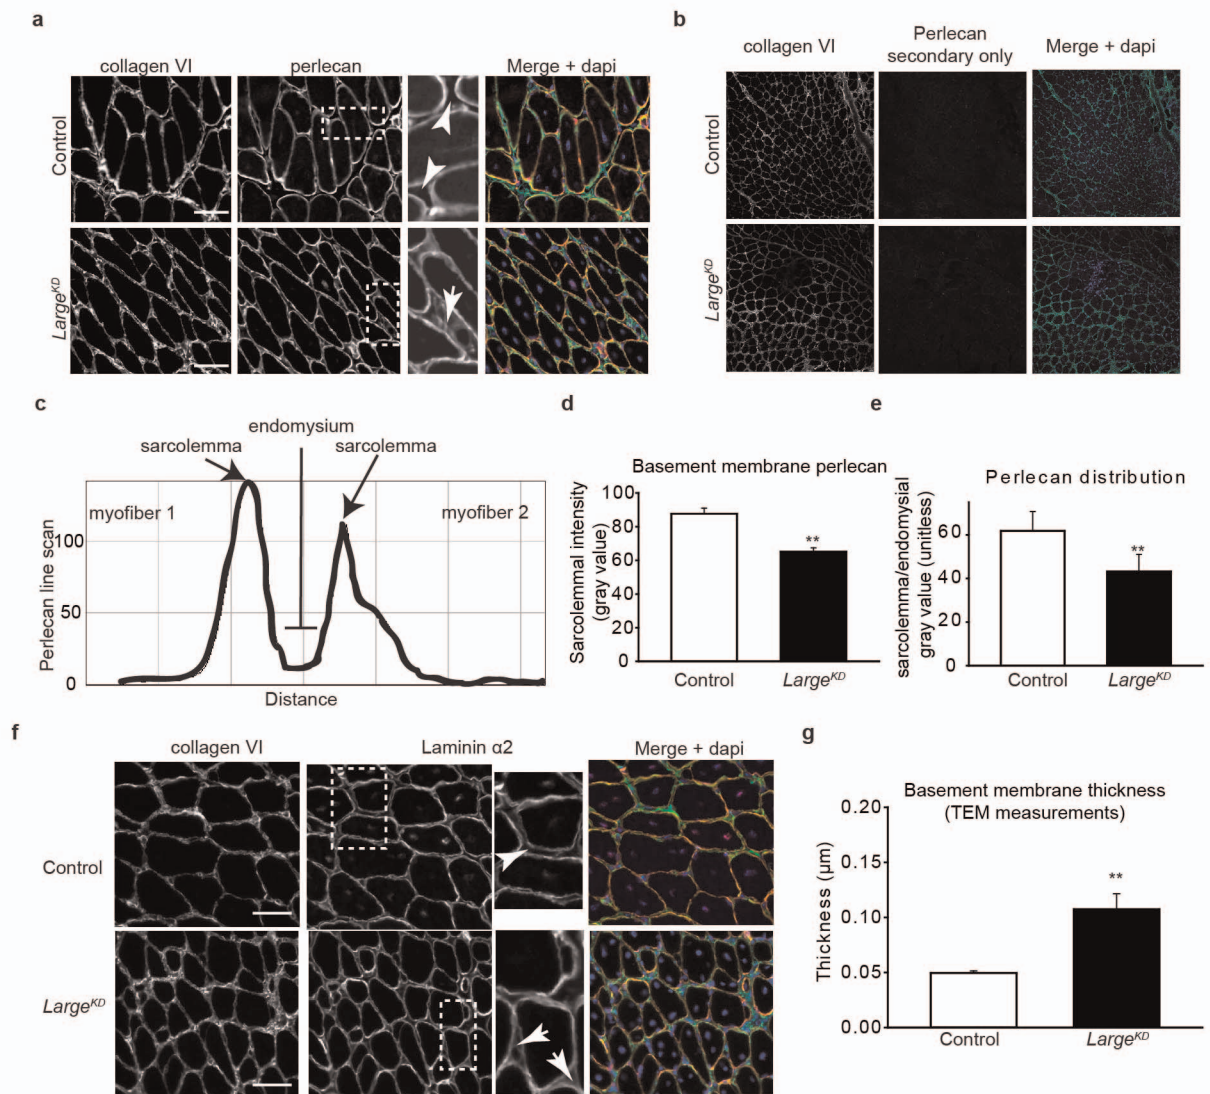 a
collagen VI
perlecan
Merge + dapi
Control
Large^KD
b
collagen VI
Perlecan
secondary only
Merge + dapi
Control
Large^KD
c
endomysium
sarcolemma
sarcolemma
myofiber 1
myofiber 2
Perlecan line scan
100
50
0
Distance
d
Basement membrane perlecan
Sarcolemmal intensity
(gray value)
100
80
60
40
20
0
**
Control
Large^KD
e
Perlecan distribution
sarcolemma/endomysial
gray value (unitless)
60
40
20
0
**
Control
Large^KD
f
collagen VI
Laminin α2
Merge + dapi
Control
Large^KD
g
Basement membrane thickness
(TEM measurements)
Thickness (µm)
0.20
0.15
0.10
0.05
0.00
**
Control
Large^KD